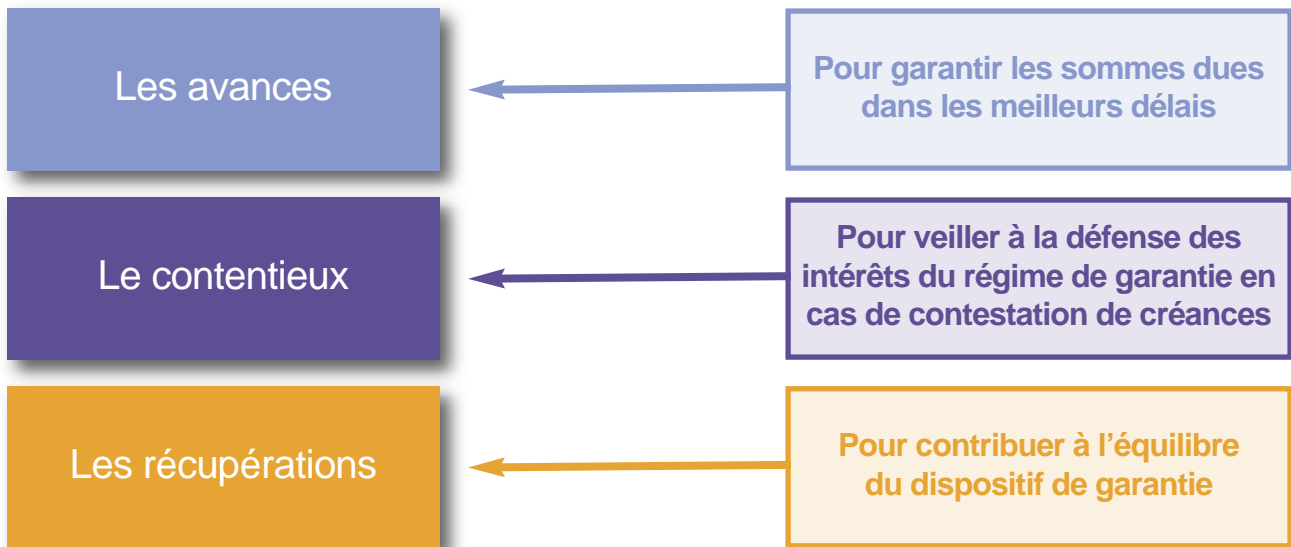 Les avances
Pour garantir les sommes dues
dans les meilleurs délais
Le contentieux
Pour veiller à la défense des
intérêts du régime de garantie en
cas de contestation de créances
Les récupérations
Pour contribuer à l’équilibre
du dispositif de garantie